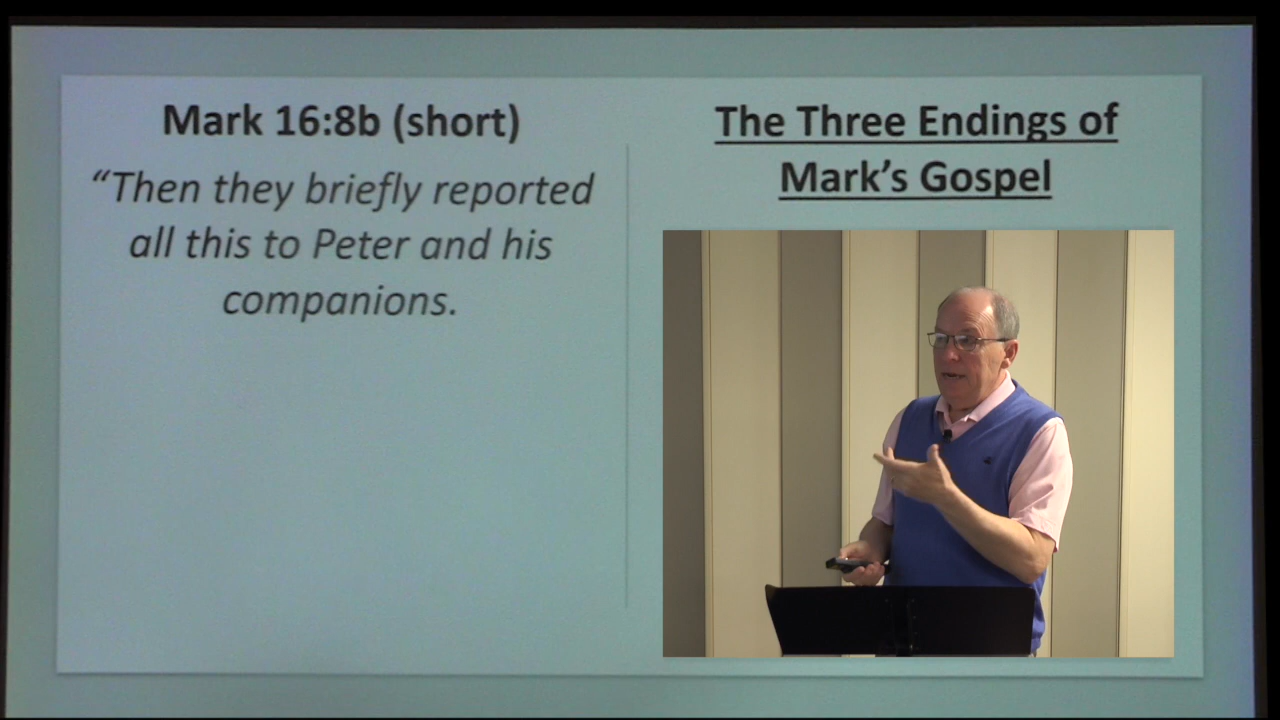 Mark 16:8b (short)
“Then they briefly reported
all this to Peter and his
companions.
The Three Endings of
Mark’s Gospel